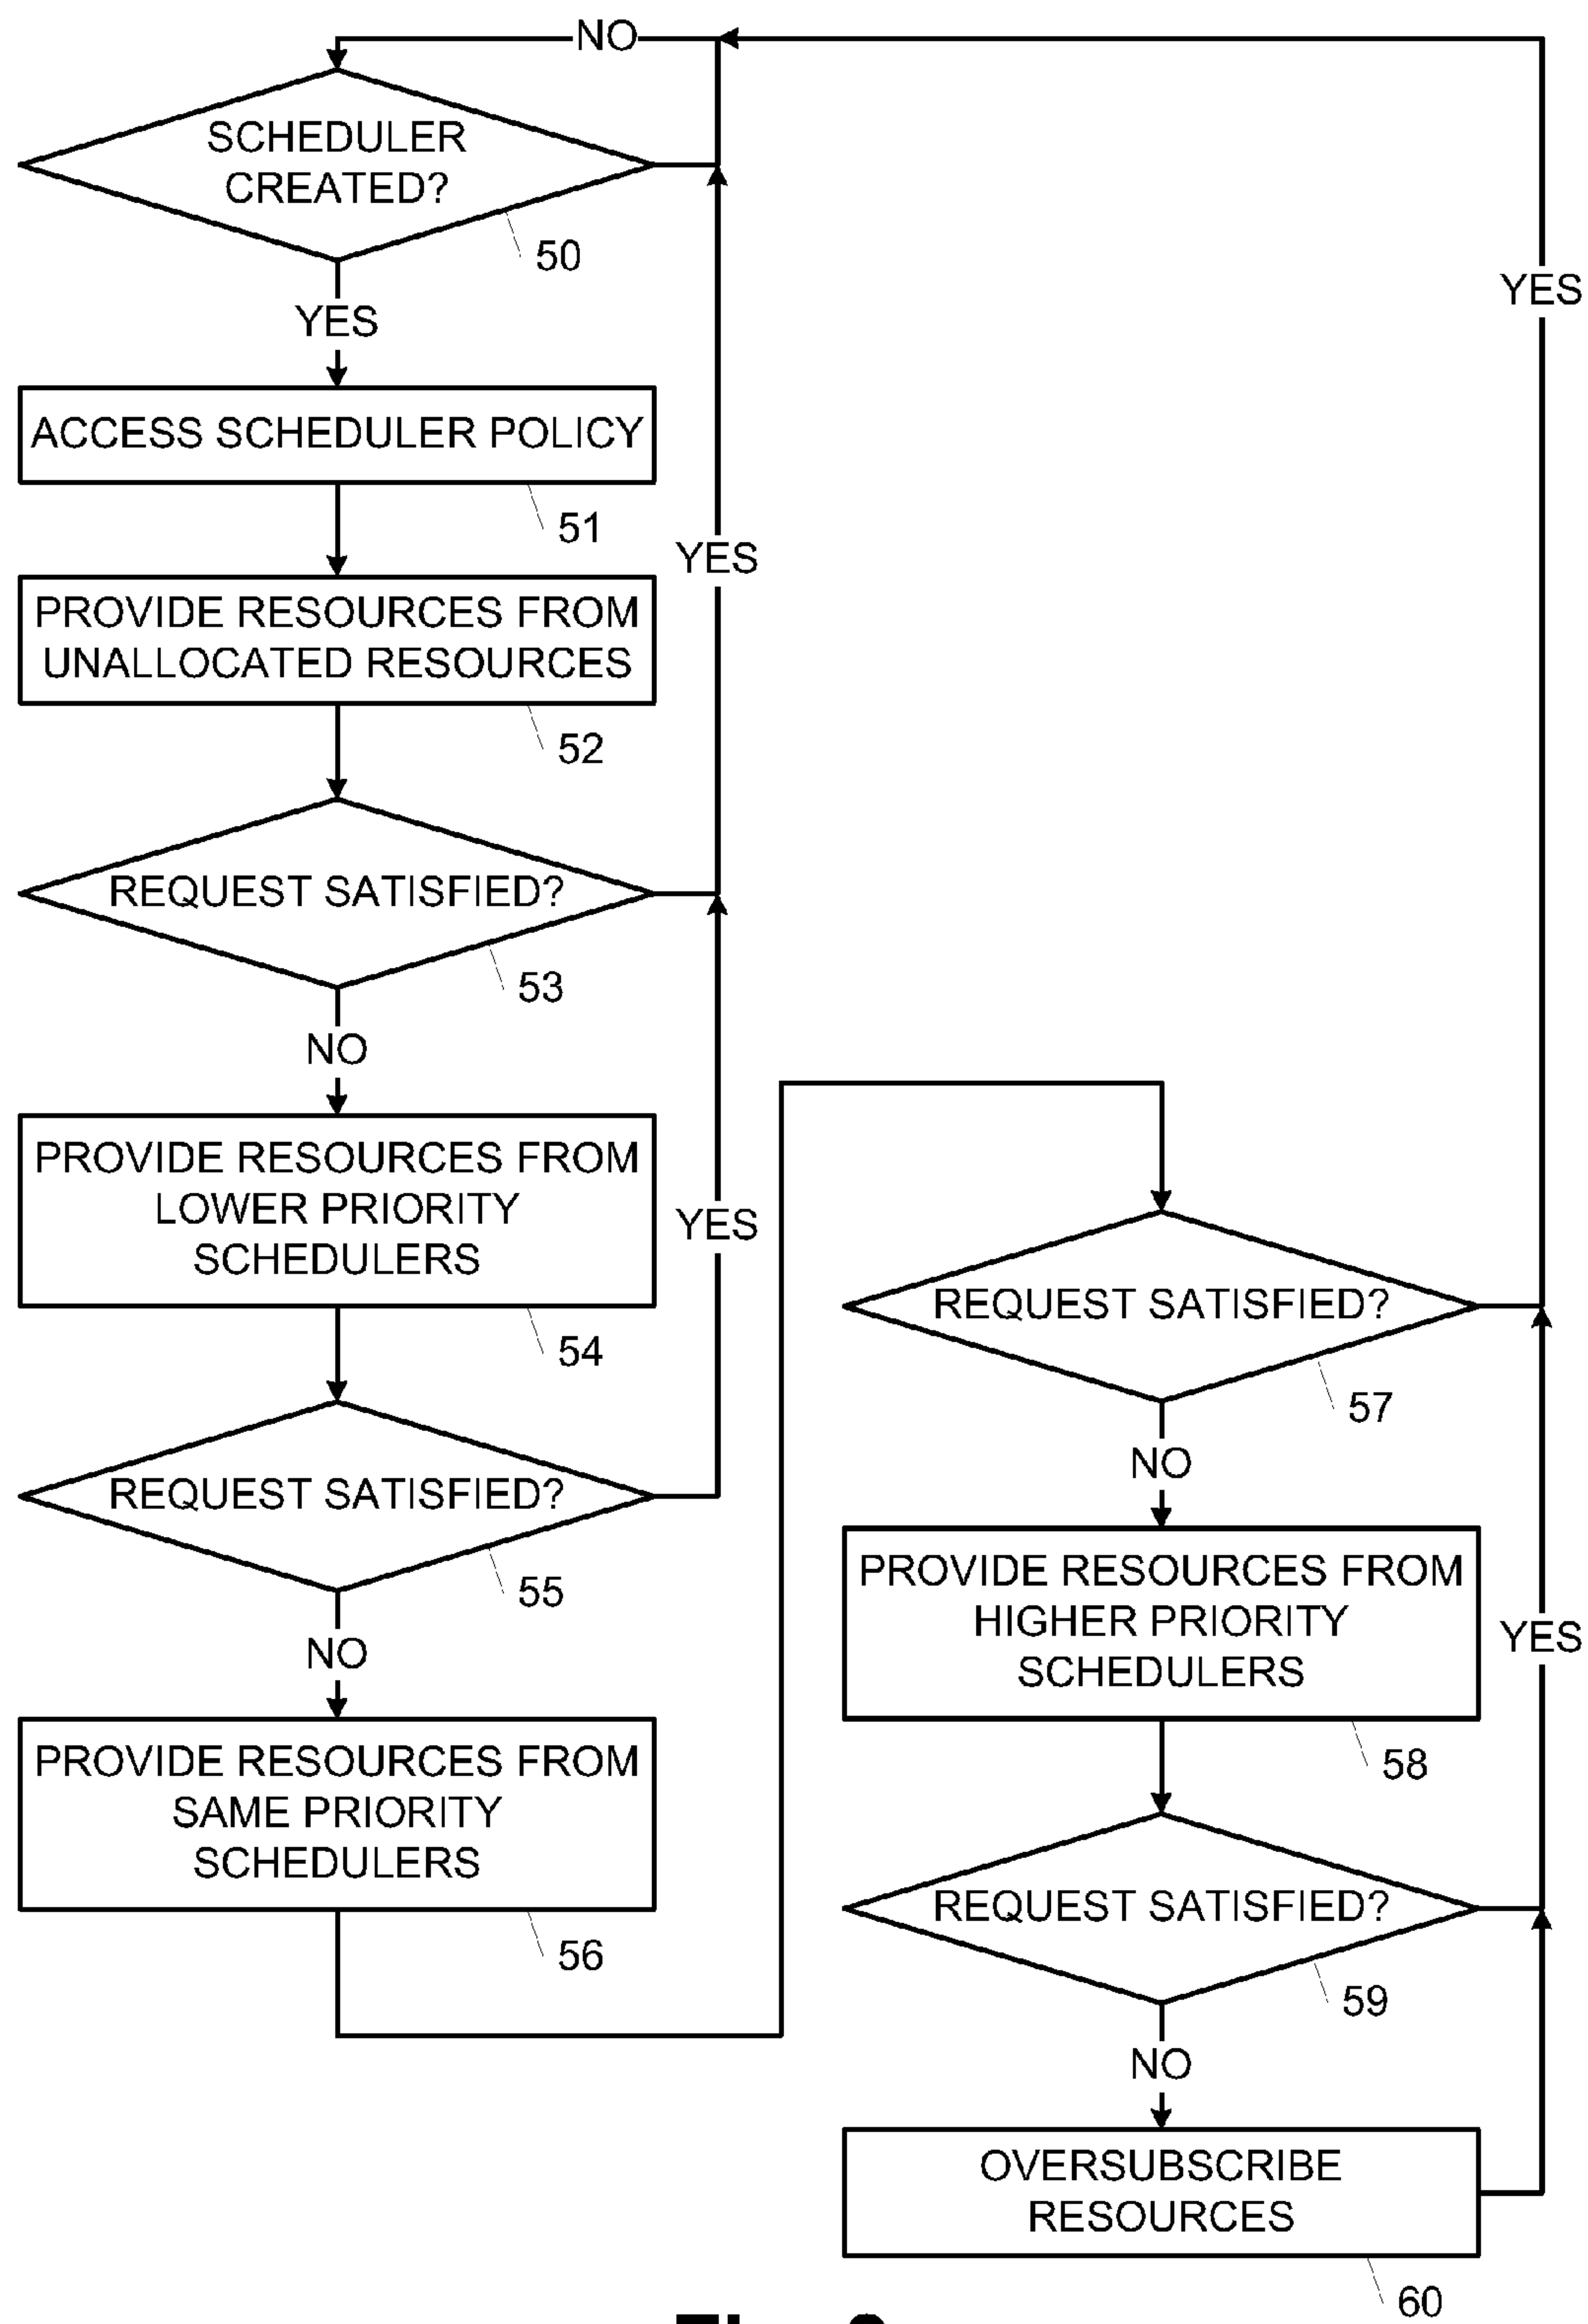 NO
SCHEDULER
CREATED?
50
YES
YES
ACCESS SCHEDULER POLICY
51
YES
PROVIDE RESOURCES FROM
UNALLOCATED RESOURCES
52
REQUEST SATISFIED?
53
NO
PROVIDE RESOURCES FROM
LOWER PRIORITY
SCHEDULERS
YES
54
REQUEST SATISFIED?
55
NO
PROVIDE RESOURCES FROM
SAME PRIORITY
SCHEDULERS
56
REQUEST SATISFIED?
57
NO
PROVIDE RESOURCES FROM
HIGHER PRIORITY
SCHEDULERS
YES
58
REQUEST SATISFIED?
59
NO
OVERSUBSCRIBE
RESOURCES
60